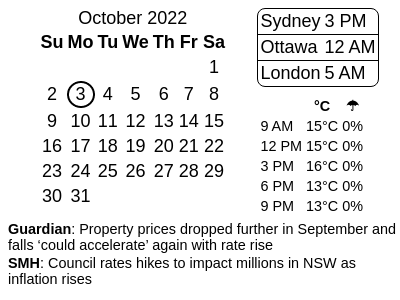 October 2022
Su Mo Tu We Th Fr Sa
1
2 3 4 5 6 7 8
9 10 11 12 13 14 15
16 17 18 19 20 21 22
23 24 25 26 27 28 29
30 31
Sydney 3 PM
Ottawa 12 AM
London 5 AM
°C ☂
9 AM 15°C 0%
12 PM 15°C 0%
3 PM 16°C 0%
6 PM 13°C 0%
9 PM 13°C 0%
Guardian: Property prices dropped further in September and
falls ‘could accelerate’ again with rate rise
SMH: Council rates hikes to impact millions in NSW as
inflation rises